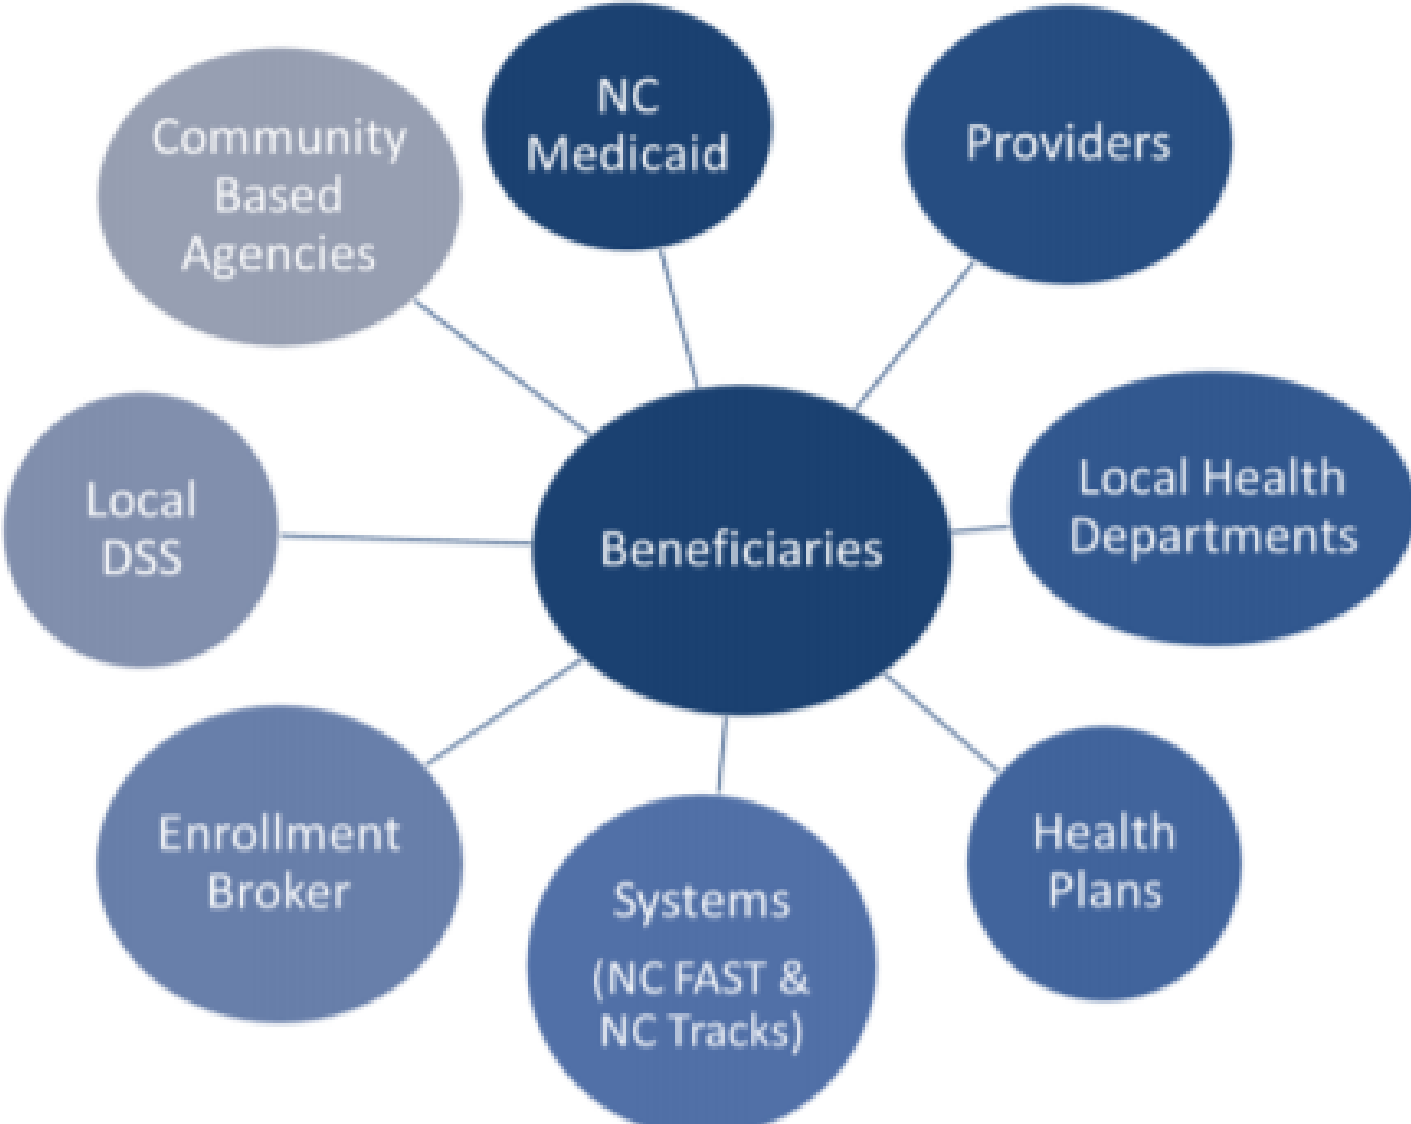 NC
Medicaid
Providers
Community
Based
Agencies
Local Health
Departments
Local
DSS
Beneficiaries
Enrollment
Broker
Health
Plans
Systems
(NC FAST &
NC Tracks)